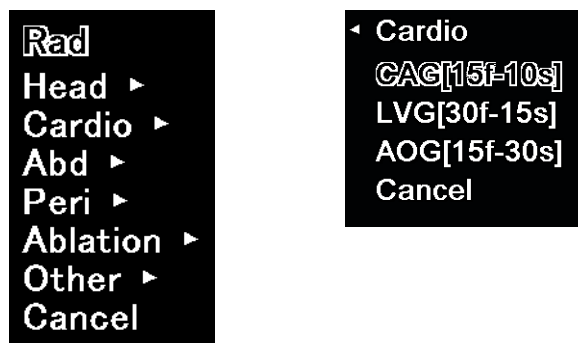 Rad
Head ►
Cardio ►
Abd ►
Peri ►
Ablation ►
Other ►
Cancel
◄ Cardio
CAG[15f-10s]
LVG[30f-15s]
AOG[15f-30s]
Cancel